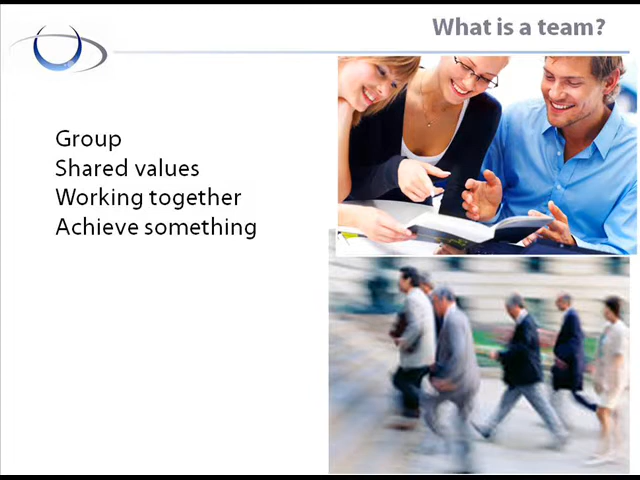 What is a team?
Group
Shared values
Working together
Achieve something